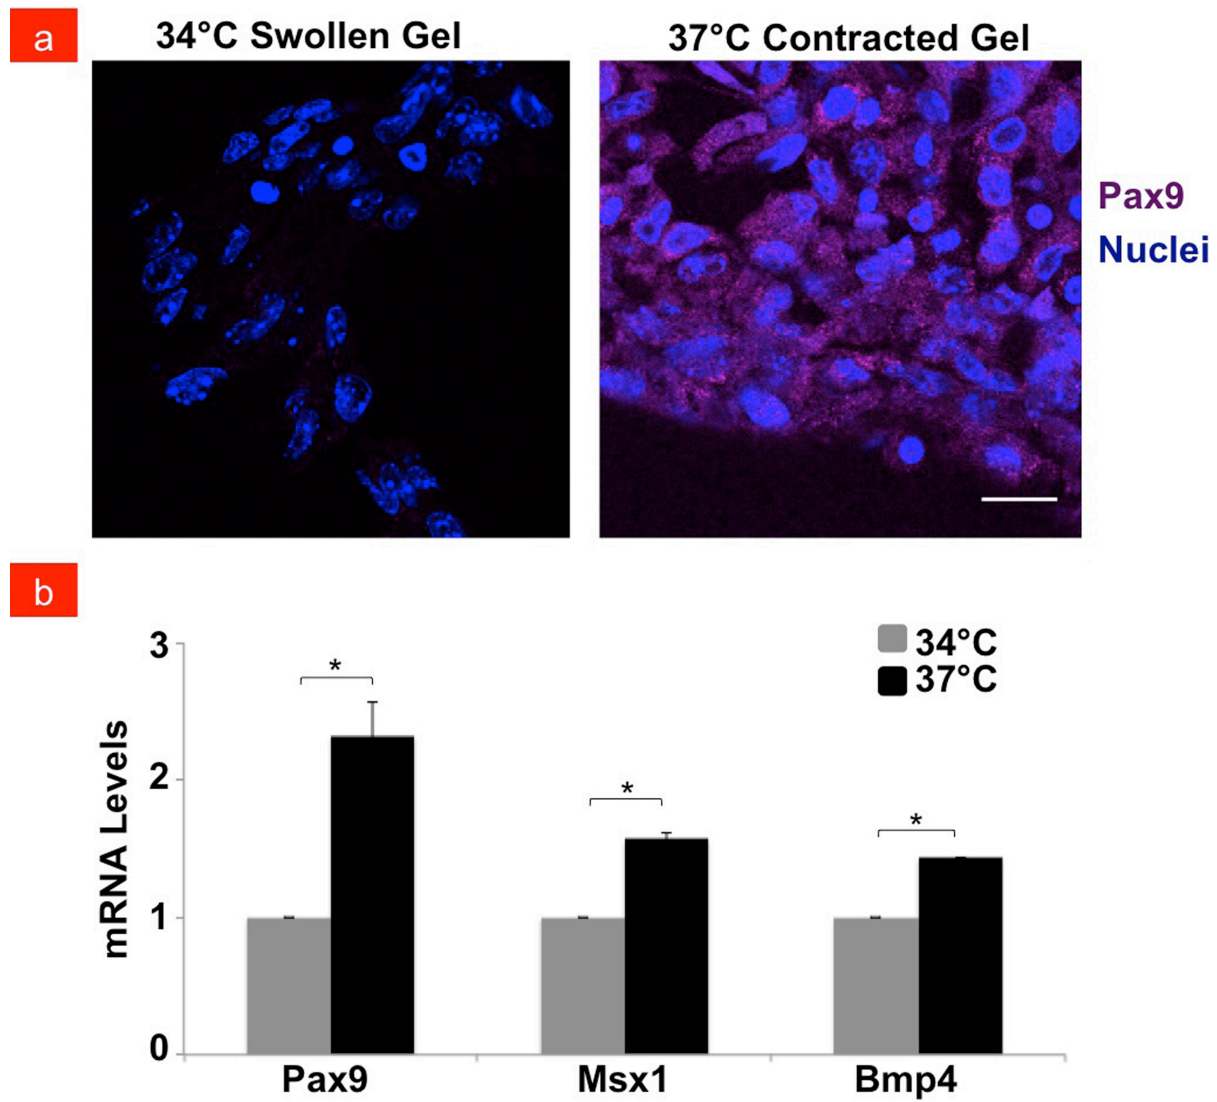 a
34°C Swollen Gel
37°C Contracted Gel
Pax9
Nuclei
b
3
2
1
0
mRNA Levels
*
*
*
34°C
37°C
Pax9
Msx1
Bmp4